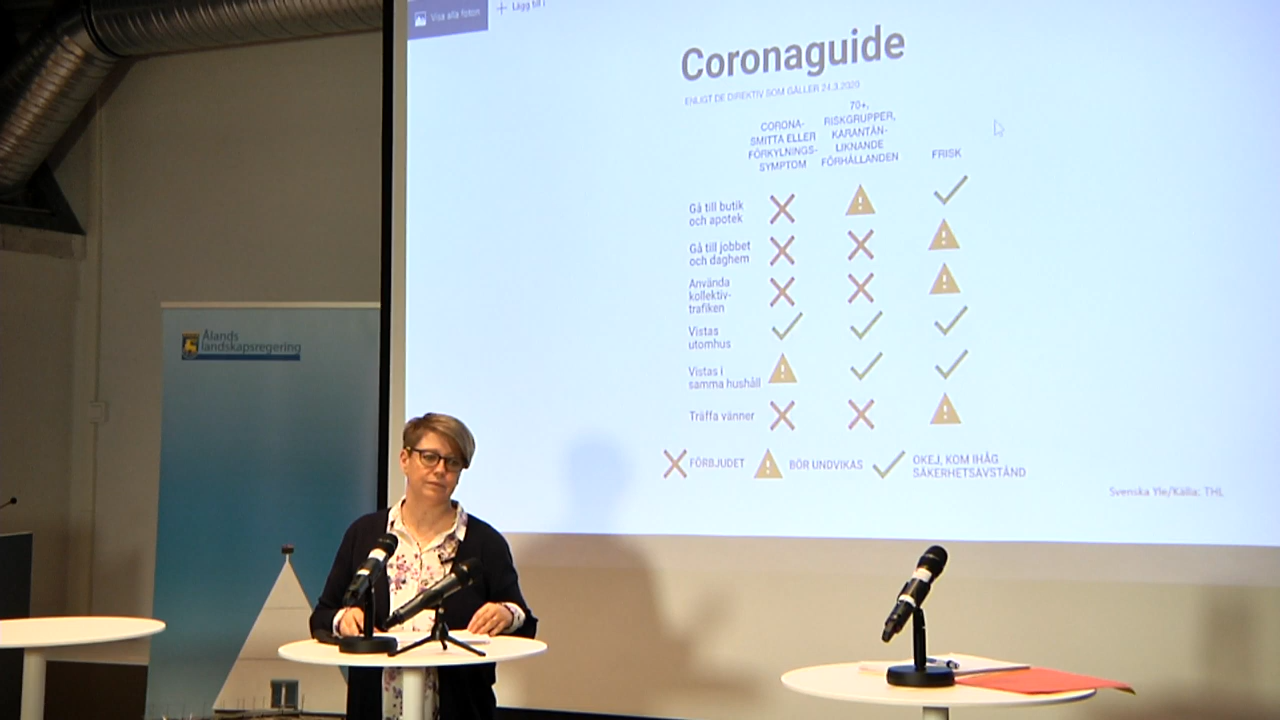 Visa alla foton
+ Lägg till i
Coronaguide
ENLIGT DE DIREKTIV SOM GÄLLER 24.3.2020
CORONA-
SMITTA ELLER
FÖRKYLNINGS-
SYMPTOM
70+,
RISKGRUPPER,
KARANTÄN-
LIKNANDE
FÖRHÅLLANDEN
FRISK
Gå till butik
och apotek
Gå till jobbet
och daghem
Använda
kollektiv-
trafiken
Vistas
utomhus
Vistas i
samma hushåll
Träffa vänner
FÖRBJUDET
BÖR UNDVIKAS
OKEJ, KOM IHÅG
SÄKERHETSAVSTÅND
Svenska Yle/Källa: THL
Ålands
landskapsregering